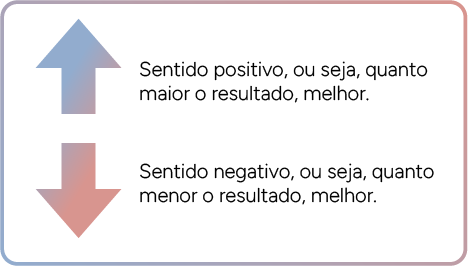 Sentido positivo, ou seja, quanto
maior o resultado, melhor.
Sentido negativo, ou seja, quanto
menor o resultado, melhor.